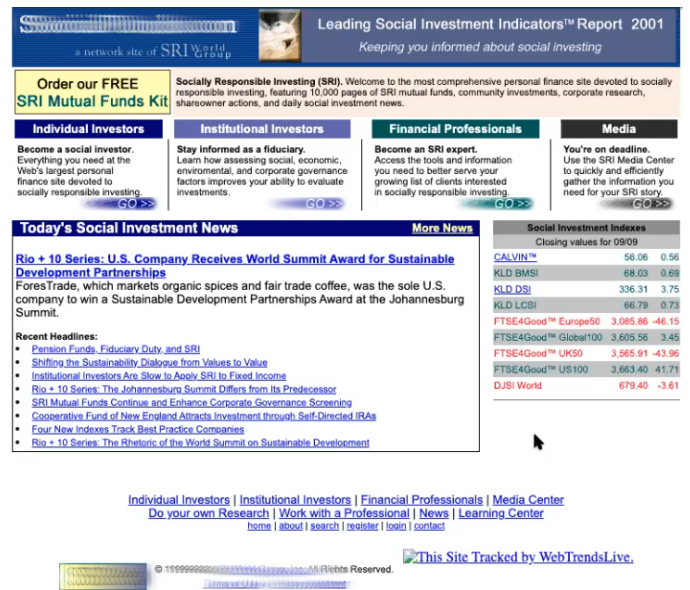 a network site of SRI World Group
Leading Social Investment Indicators™ Report 2001
Keeping you informed about social investing
Order our FREE
SRI Mutual Funds Kit
Socially Responsible Investing (SRI). Welcome to the most comprehensive personal finance site devoted to socially
responsible investing, featuring 10,000 pages of SRI mutual funds, community investments, corporate research,
shareowner actions, and daily social investment news.
Individual Investors
Become a social investor.
Everything you need at the
Web's largest personal
finance site devoted to
socially responsible investing.
GO >>
Institutional Investors
Stay informed as a fiduciary.
Learn how assessing social, economic,
enviromental, and corporate governance
factors improves your ability to evaluate
investments.
GO >>
Financial Professionals
Become an SRI expert.
Access the tools and information
you need to better serve your
growing list of clients interested
in socially responsible investing.
GO >>
Media
You're on deadline.
Use the SRI Media Center
to quickly and efficiently
gather the information you
need for your SRI story.
GO >>
Today's Social Investment News
More News
Rio + 10 Series: U.S. Company Receives World Summit Award for Sustainable
Development Partnerships
ForesTrade, which markets organic spices and fair trade coffee, was the sole U.S.
company to win a Sustainable Development Partnerships Award at the Johannesburg
Summit.
Recent Headlines:
• Pension Funds, Fiduciary Duty, and SRI
• Shifting the Sustainability Dialogue from Values to Value
• Institutional Investors Are Slow to Apply SRI to Fixed Income
• Rio + 10 Series: The Johannesburg Summit Differs from Its Predecessor
• SRI Mutual Funds Continue and Enhance Corporate Governance Screening
• Cooperative Fund of New England Attracts Investment through Self-Directed IRAs
• Four New Indexes Track Best Practice Companies
• Rio + 10 Series: The Rhetoric of the World Summit on Sustainable Development
Social Investment Indexes
Closing values for 09/09
CALVIN™ 56.06 0.56
KLD BMSI 68.03 0.69
KLD DSI 336.31 3.75
KLD LCSI 66.79 0.73
FTSE4Good™ Europe50 3,085.86 -46.15
FTSE4Good™ Global100 3,605.56 3.45
FTSE4Good™ UK50 3,565.91 -43.96
FTSE4Good™ US100 3,663.40 41.71
DJSI World 679.40 -3.61
Individual Investors | Institutional Investors | Financial Professionals | Media Center
Do your own Research | Work with a Professional | News | Learning Center
home | about | search | register | login | contact
This Site Tracked by WebTrendsLive.
© Inc. All Rights Reserved.